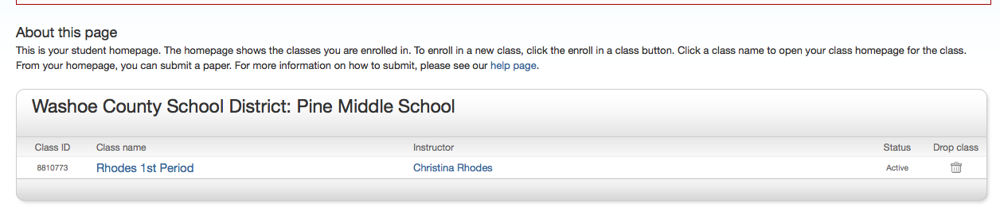 About this page
This is your student homepage. The homepage shows the classes you are enrolled in. To enroll in a new class, click the enroll in a class button. Click a class name to open your class homepage for the class.
From your homepage, you can submit a paper. For more information on how to submit, please see our help page.
Washoe County School District: Pine Middle School
Class ID Class name Instructor Status Drop class
8810773 Rhodes 1st Period Christina Rhodes Active